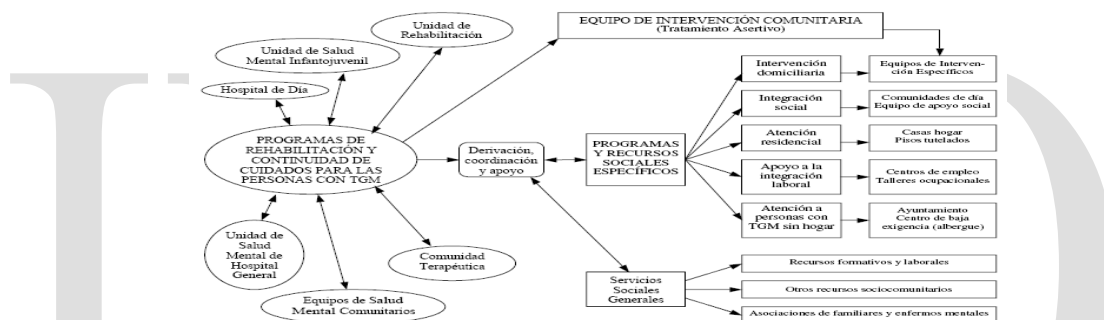 Unidad de
Rehabilitación
EQUIPO DE INTERVENCIÓN COMUNITARIA
(Tratamiento Asertivo)
Unidad de Salud
Mental Infantojuvenil
Hospital de Día
PROGRAMAS DE
REHABILITACIÓN Y
CONTINUIDAD DE
CUIDADOS PARA LAS
PERSONAS CON TGM
Derivación,
coordinación
y apoyo
PROGRAMAS
Y RECURSOS
SOCIALES
ESPECÍFICOS
Intervención
domiciliaria
Equipos de Interven-
ción Específicos
Integración
social
Comunidades de día
Equipo de apoyo social
Atención
residencial
Casas hogar
Pisos tutelados
Apoyo a la
integración
laboral
Centros de empleo
Talleres ocupacionales
Atención a
personas con
TGM sin hogar
Ayuntamiento
Centro de baja
exigencia (albergue)
Unidad de
Salud
Mental de
Hospital
General
Comunidad
Terapéutica
Equipos de Salud
Mental Comunitarios
Servicios
Sociales
Generales
Recursos formativos y laborales
Otros recursos sociocomunitarios
Asociaciones de familiares y enfermos mentales